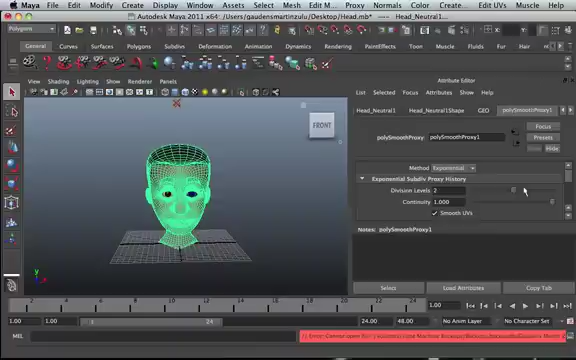 Maya File Edit Modify Create Display Window Assets Select Mesh Edit Mesh Proxy Normals Color Create UVs Edit UVs Muscle
Autodesk Maya 2011 x64: /Users/gaudensmartinzulu/Desktop/Head.mb* --- Head_Neutral1
Polygons
General Curves Surfaces Polygons Subdivs Deformation Animation Dynamics Rendering PaintEffects Toon Muscle Fluids Fur Hair
View Shading Lighting Show Renderer Panels
FRONT
Attribute Editor
List Selected Focus Attributes Show Help
Head_Neutral1 Head_Neutral1Shape GEO polySmoothProxy1
polySmoothProxy: polySmoothProxy1
Focus
Presets
Show Hide
Method Exponential
Exponential Subdiv Proxy History
Division Levels 2
Continuity 1.000
Smooth UVs
Notes: polySmoothProxy1
Select Load Attributes Copy Tab
2 4 6 8 10 12 14 16 18 20 22 24 1.00
1.00 1.00 1 24 24.00 48.00 No Anim Layer No Character Set
MEL